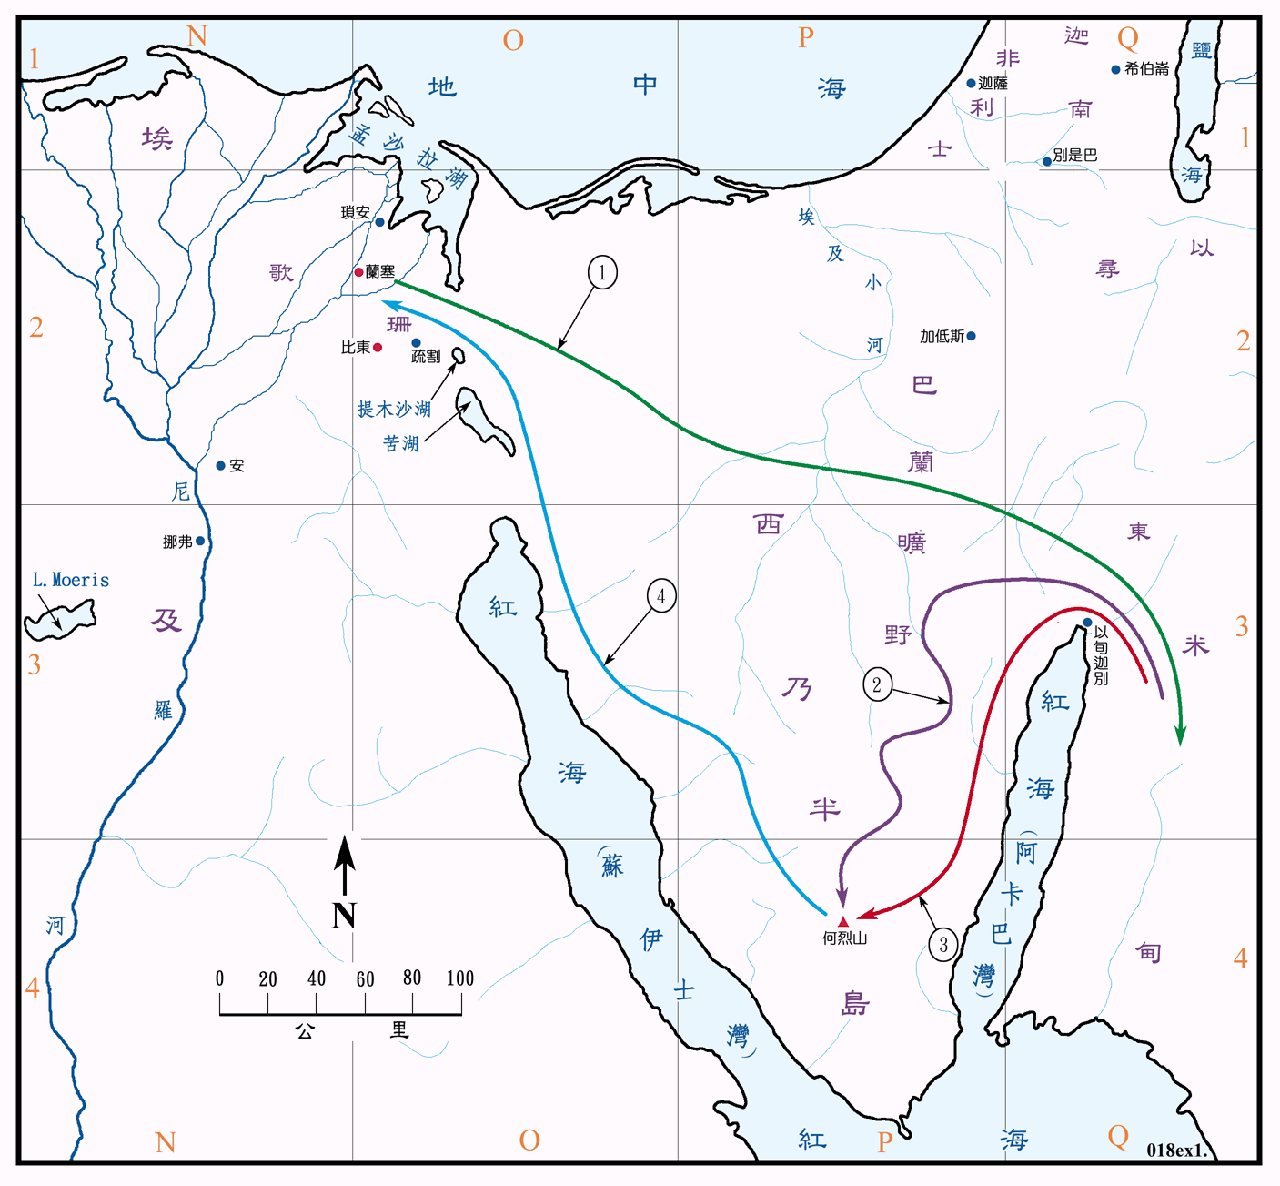 N
O
P
Q
1
1
地中海
迦南
非利士
希伯崙
迦薩
別是巴
鹽海
埃及
孟沙拉湖
瑣安
蘭塞
歌珊
比東
疏割
提木沙湖
苦湖
埃及小河
加低斯
以東
尋
巴蘭曠野
2
2
①
安
尼羅河
挪弗
L. Moeris
西乃半島
米甸
以旬迦別
3
3
②
④
紅海(蘇伊士灣)
紅海(阿卡巴灣)
何烈山
③
N
0 20 40 60 80 100
公里
4
4
紅海
N
O
P
Q
018ex1.